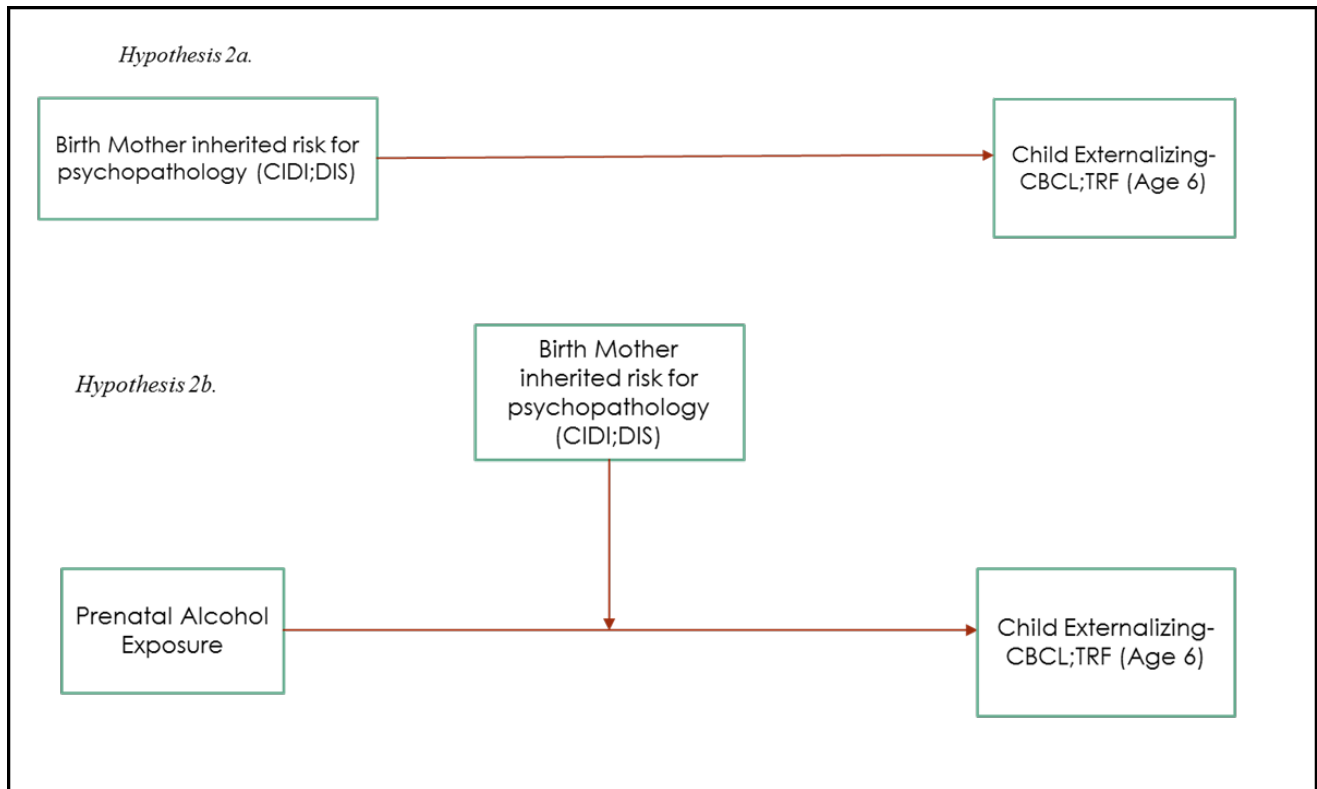 Hypothesis 2a.
Birth Mother inherited risk for
psychopathology (CIDI;DIS)
Child Externalizing-
CBCL;TRF (Age 6)
Hypothesis 2b.
Birth Mother
inherited risk for
psychopathology
(CIDI;DIS)
Prenatal Alcohol
Exposure
Child Externalizing-
CBCL;TRF (Age 6)